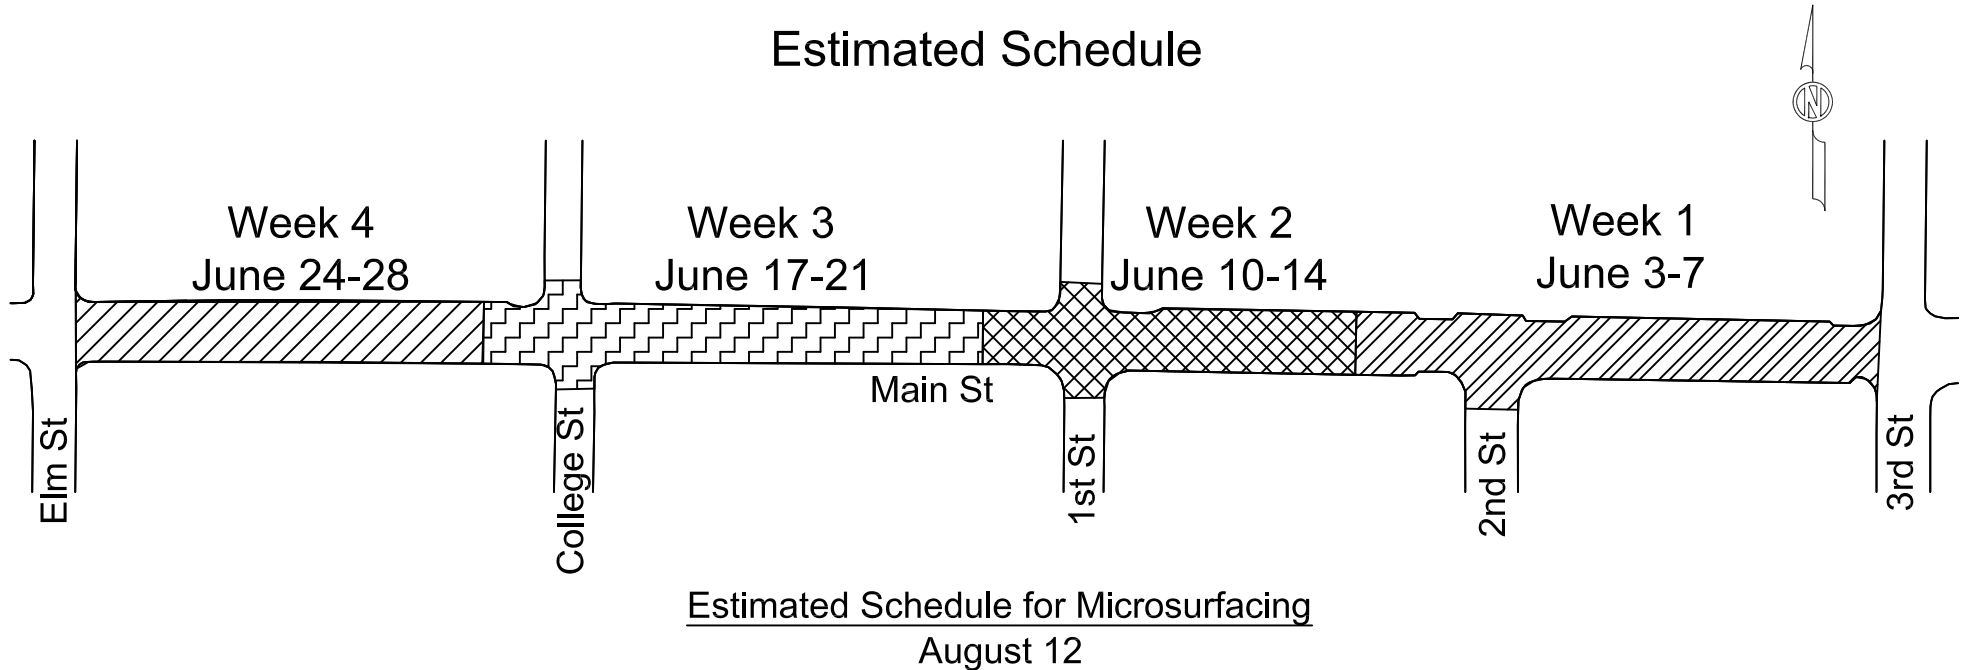 Estimated Schedule
N
Week 4
June 24-28
Week 3
June 17-21
Week 2
June 10-14
Week 1
June 3-7
Main St
Elm St
College St
1st St
2nd St
3rd St
Estimated Schedule for Microsurfacing
August 12